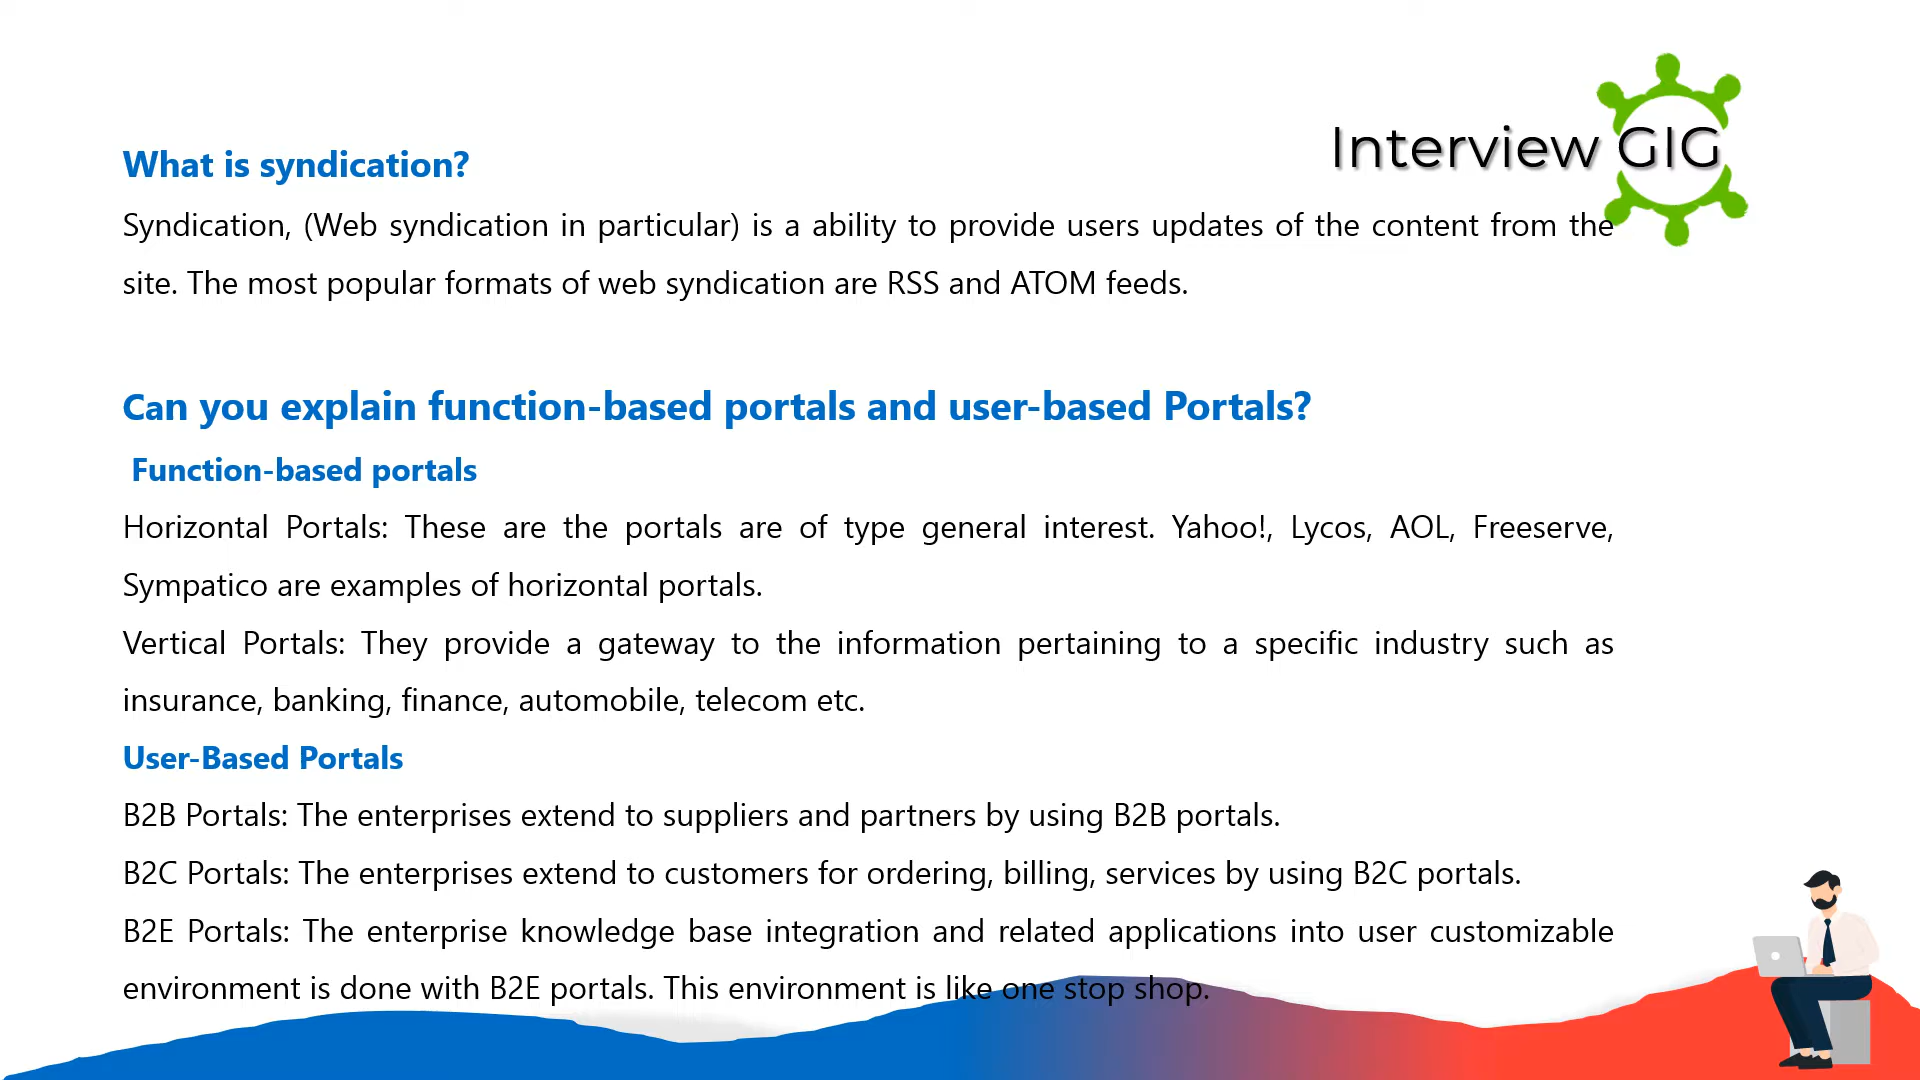 Interview GIG
What is syndication?
Syndication, (Web syndication in particular) is a ability to provide users updates of the content from the
site. The most popular formats of web syndication are RSS and ATOM feeds.
Can you explain function-based portals and user-based Portals?
Function-based portals
Horizontal Portals: These are the portals are of type general interest. Yahoo!, Lycos, AOL, Freeserve,
Sympatico are examples of horizontal portals.
Vertical Portals: They provide a gateway to the information pertaining to a specific industry such as
insurance, banking, finance, automobile, telecom etc.
User-Based Portals
B2B Portals: The enterprises extend to suppliers and partners by using B2B portals.
B2C Portals: The enterprises extend to customers for ordering, billing, services by using B2C portals.
B2E Portals: The enterprise knowledge base integration and related applications into user customizable
environment is done with B2E portals. This environment is like one stop shop.